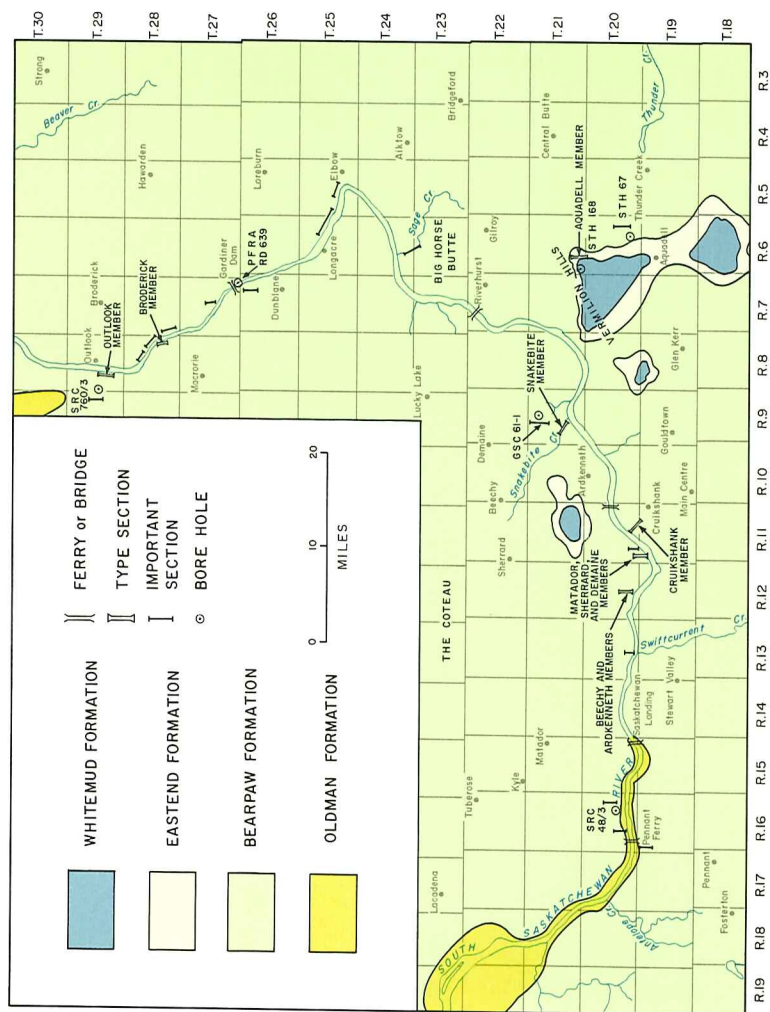 WHITEMUD FORMATION
EASTEND FORMATION
BEARPAW FORMATION
OLDMAN FORMATION
FERRY or BRIDGE
TYPE SECTION
IMPORTANT
SECTION
BORE HOLE
0 10 20
MILES
T.30
T.29
T.28
T.27
T.26
T.25
T.24
T.23
T.22
T.21
T.20
T.19
T.18
R.19
R.18
R.17
R.16
R.15
R.14
R.13
R.12
R.11
R.10
R.9
R.8
R.7
R.6
R.5
R.4
R.3
Strong
Beaver Cr.
Hawarden
Broderick
Outlook
OUTLOOK
MEMBER
BRODERICK
MEMBER
SRC
760/3
Macrorie
Gardiner
Dam
PFRA
RD 639
Dunblane
Loreburn
Elbow
Longacre
Aiktow
Bridgeford
Sage Cr
BIG HORSE
BUTTE
Lucky Lake
Riverhurst
Gilroy
Central Butte
THE COTEAU
Demaine
Beechy
Snakebite Cr.
GSC 61-1
SNAKEBITE
MEMBER
Sherrard
Ardkenneth
VERMILION HILLS
AQUADELL MEMBER
STH 168
STH 67
Thunder Creek
Thunder Cr.
Aquadell
Glen Kerr
Gouldtown
Main Centre
Cruikshank
CRUIKSHANK
MEMBER
MATADOR,
SHERRARD,
AND DEMAINE
MEMBERS
BEECHY AND
ARDKENNETH MEMBERS
Swiftcurrent Cr.
Stewart Valley
Saskatchewan
Landing
Matador
Kyle
Tuberose
SRC
48/3
Pennant
Ferry
Lacadena
SOUTH SASKATCHEWAN RIVER
Antelope Cr.
Pennant
Fosterton